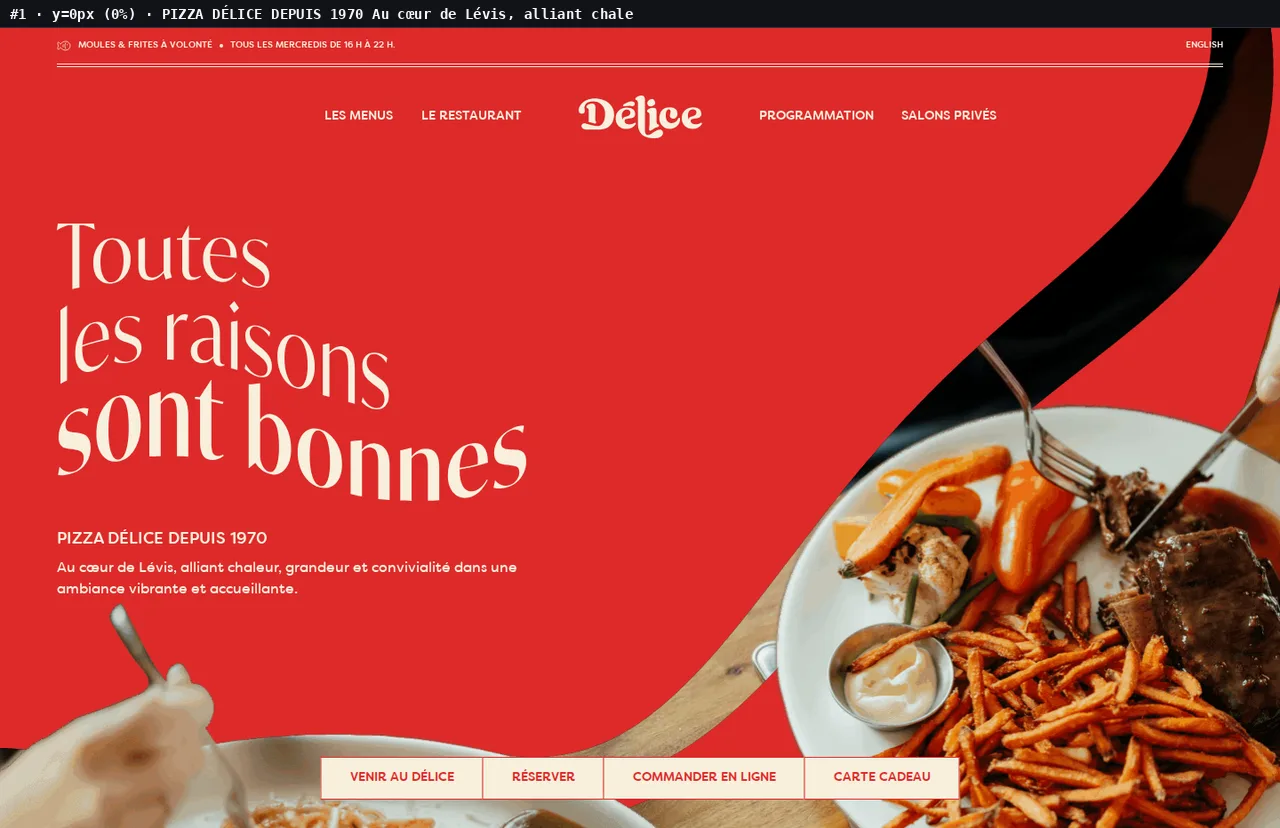 #1 · y=0px (0%) · PIZZA DÉLICE DEPUIS 1970 Au cœur de Lévis, alliant chale
MOULES & FRITES À VOLONTÉ • TOUS LES MERCREDIS DE 16 H À 22 H.
ENGLISH
LES MENUS
LE RESTAURANT
Délice
PROGRAMMATION
SALONS PRIVÉS
Toutes
les raisons
sont bonnes
PIZZA DÉLICE DEPUIS 1970
Au cœur de Lévis, alliant chaleur, grandeur et convivialité dans une
ambiance vibrante et accueillante.
VENIR AU DÉLICE
RÉSERVER
COMMANDER EN LIGNE
CARTE CADEAU